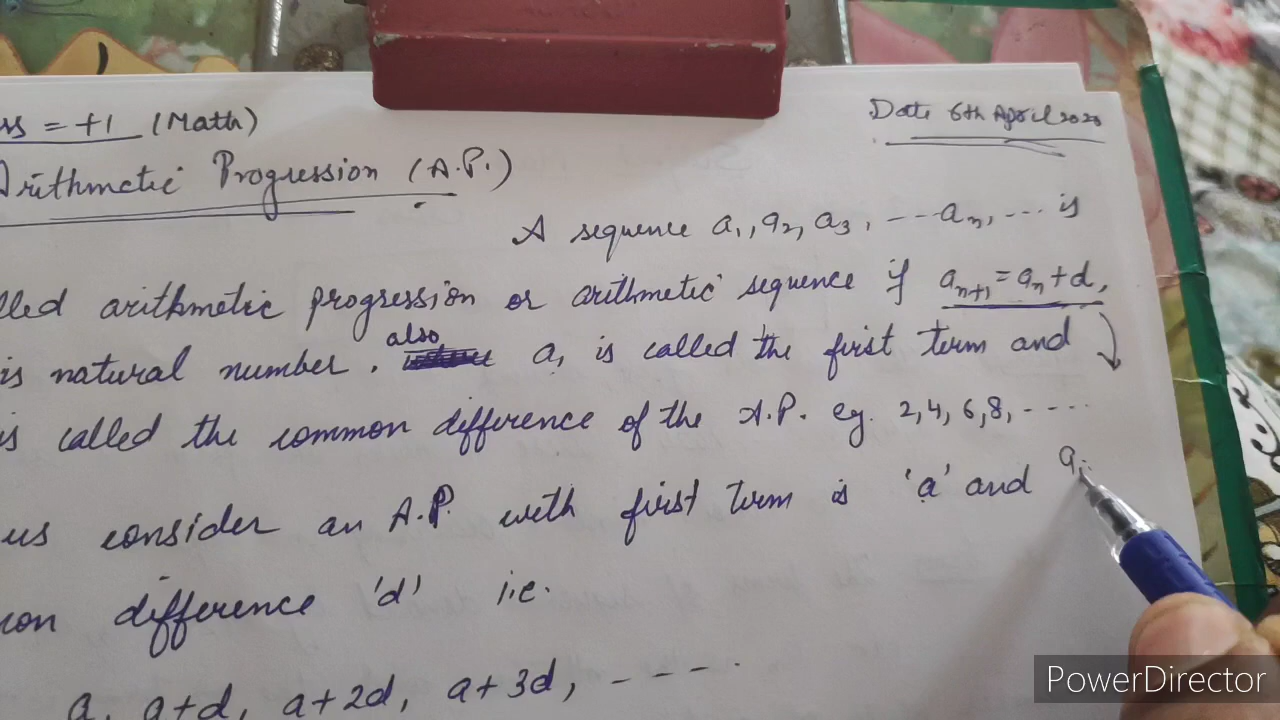 ss = +1 (Math)
Date 6th April 2020
Arithmetic Progression (A.P.)
A sequence a₁, a₂, a₃, ---aₙ, --- is
lled arithmetic progression or arithmetic sequence if aₙ₊₁ = aₙ + d,
is natural number. also a₁ is called the first term and
is called the common difference of the A.P. eg. 2, 4, 6, 8, ----
a₁
us consider an A.P. with first term is 'a' and
on difference 'd' i.e.
a, a+d, a+2d, a+3d, ---.
PowerDirector